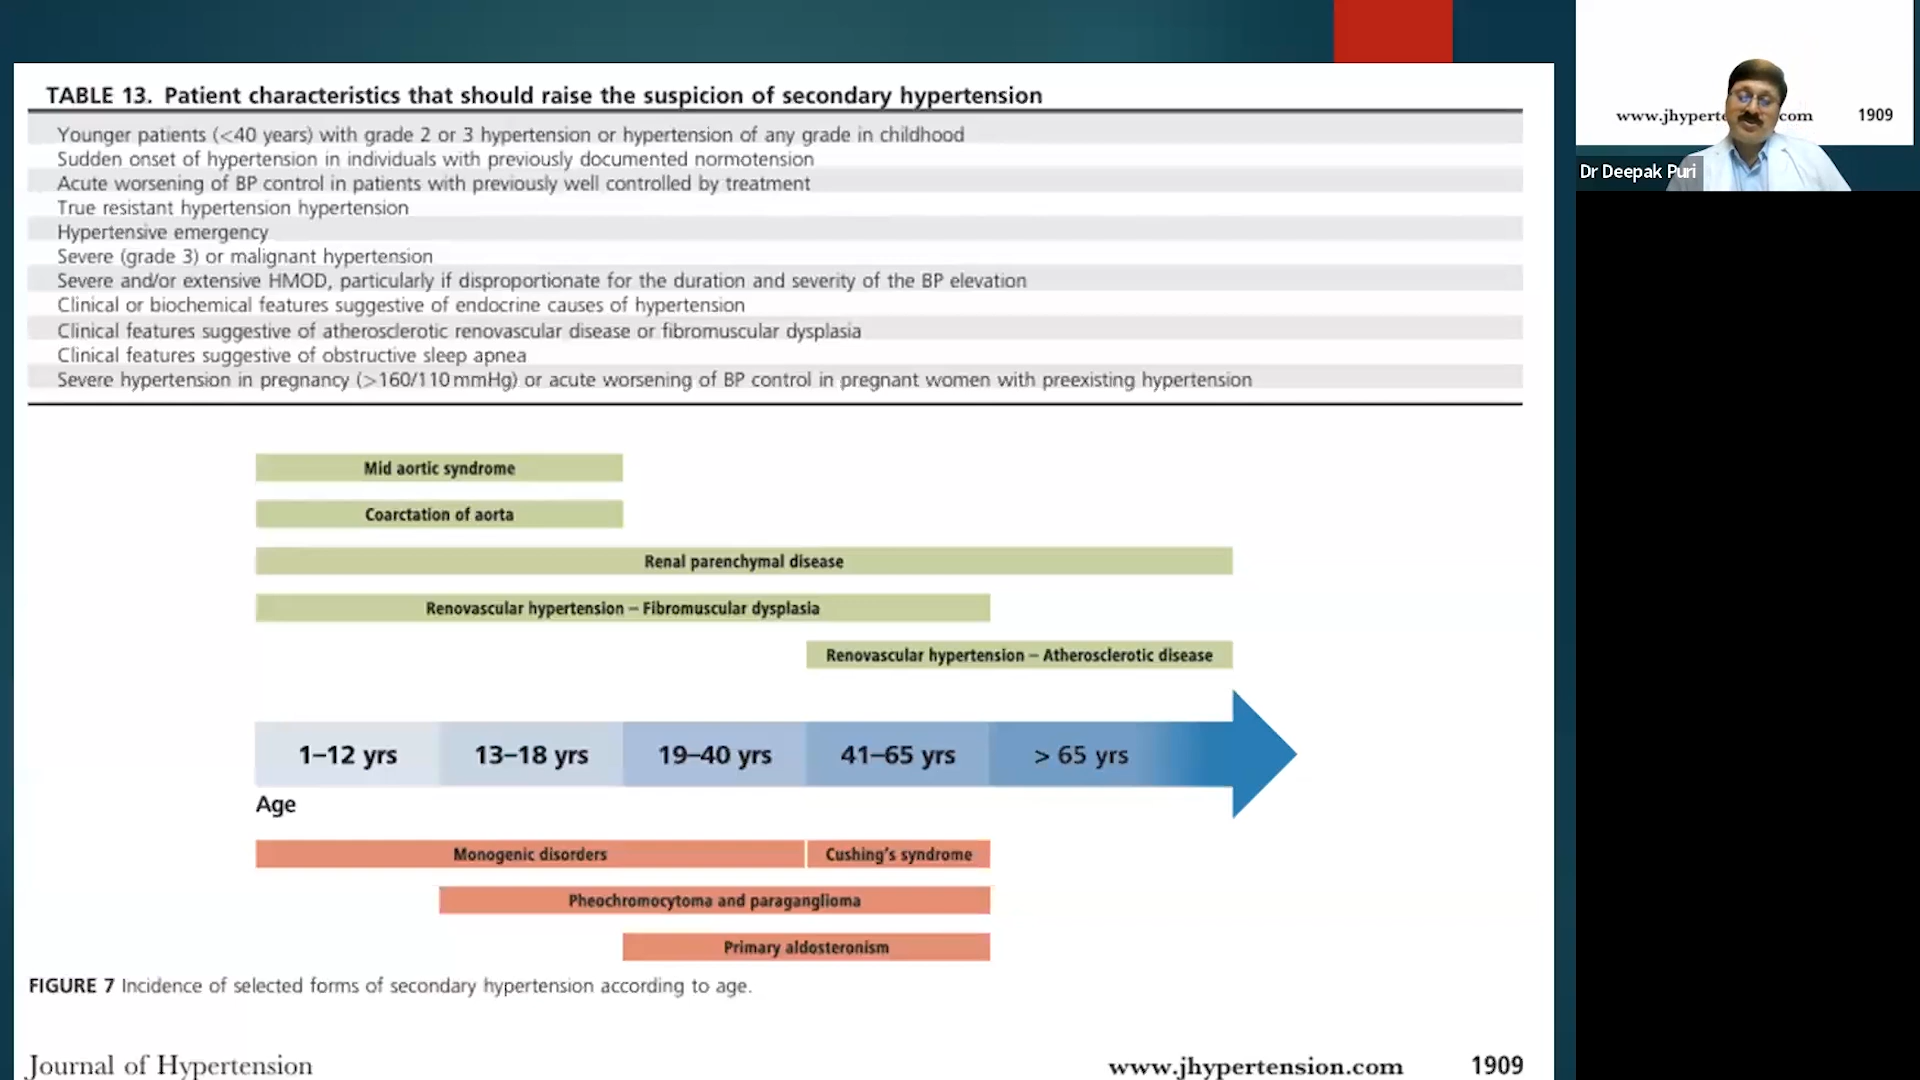 TABLE 13. Patient characteristics that should raise the suspicion of secondary hypertension
Younger patients (<40 years) with grade 2 or 3 hypertension or hypertension of any grade in childhood
Sudden onset of hypertension in individuals with previously documented normotension
Acute worsening of BP control in patients with previously well controlled by treatment
True resistant hypertension hypertension
Hypertensive emergency
Severe (grade 3) or malignant hypertension
Severe and/or extensive HMOD, particularly if disproportionate for the duration and severity of the BP elevation
Clinical or biochemical features suggestive of endocrine causes of hypertension
Clinical features suggestive of atherosclerotic renovascular disease or fibromuscular dysplasia
Clinical features suggestive of obstructive sleep apnea
Severe hypertension in pregnancy (>160/110 mmHg) or acute worsening of BP control in pregnant women with preexisting hypertension
Mid aortic syndrome
Coarctation of aorta
Renal parenchymal disease
Renovascular hypertension – Fibromuscular dysplasia
Renovascular hypertension – Atherosclerotic disease
1–12 yrs 13–18 yrs 19–40 yrs 41–65 yrs > 65 yrs
Age
Monogenic disorders Cushing's syndrome
Pheochromocytoma and paraganglioma
Primary aldosteronism
FIGURE 7 Incidence of selected forms of secondary hypertension according to age.
Journal of Hypertension www.jhypertension.com 1909
1909
Dr Deepak Puri